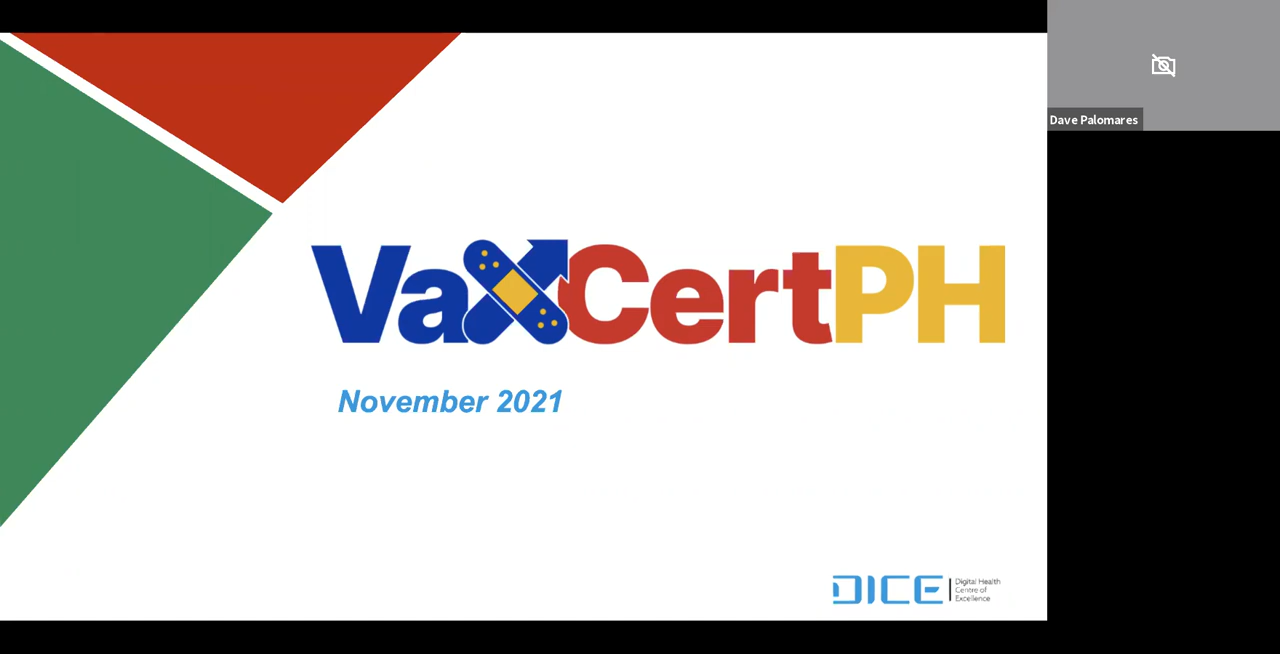 VaxCertPH
November 2021
DICE
Digital Health
Centre of
Excellence
Dave Palomares